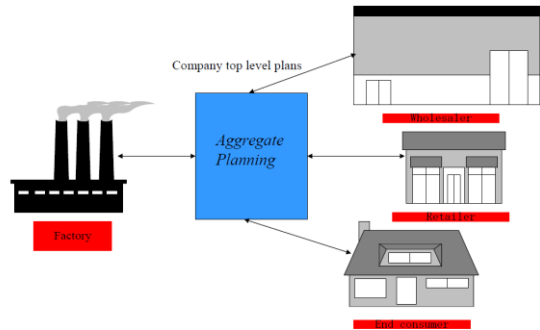 Company top level plans
Wholesaler
Aggregate
Planning
Retailer
Factory
End consumer